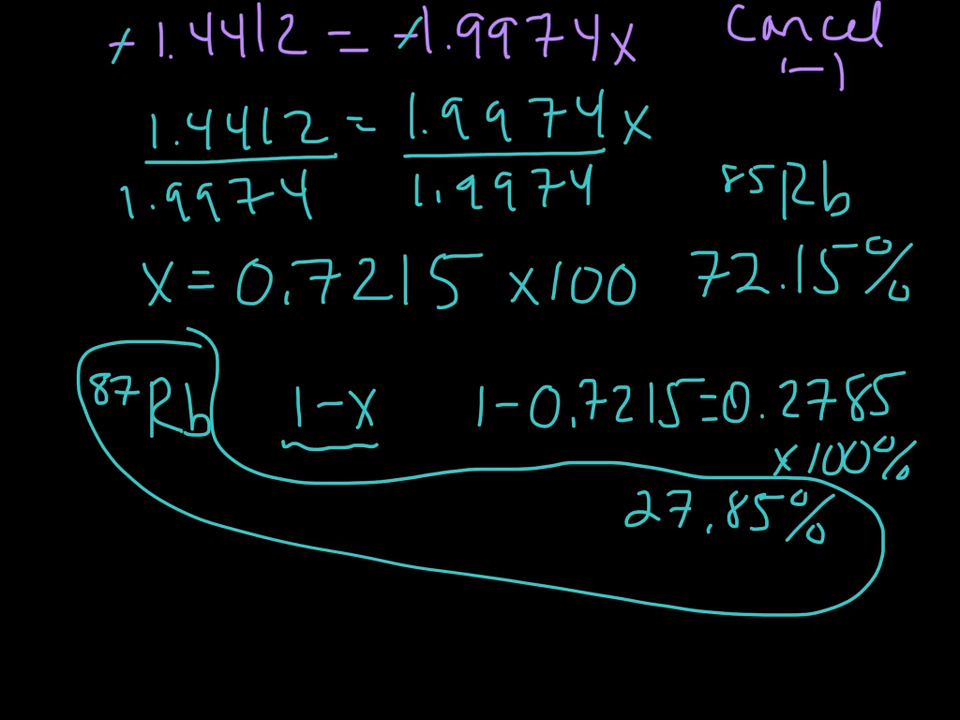 -1.4412 = -1.9974x Cancel
(-)
1.4412 = 1.9974x
1.9974 1.9974 85Rb
x = 0.7215 x100 72.15%
87Rb 1-x 1-0.7215=0.2785
x100%
27.85%